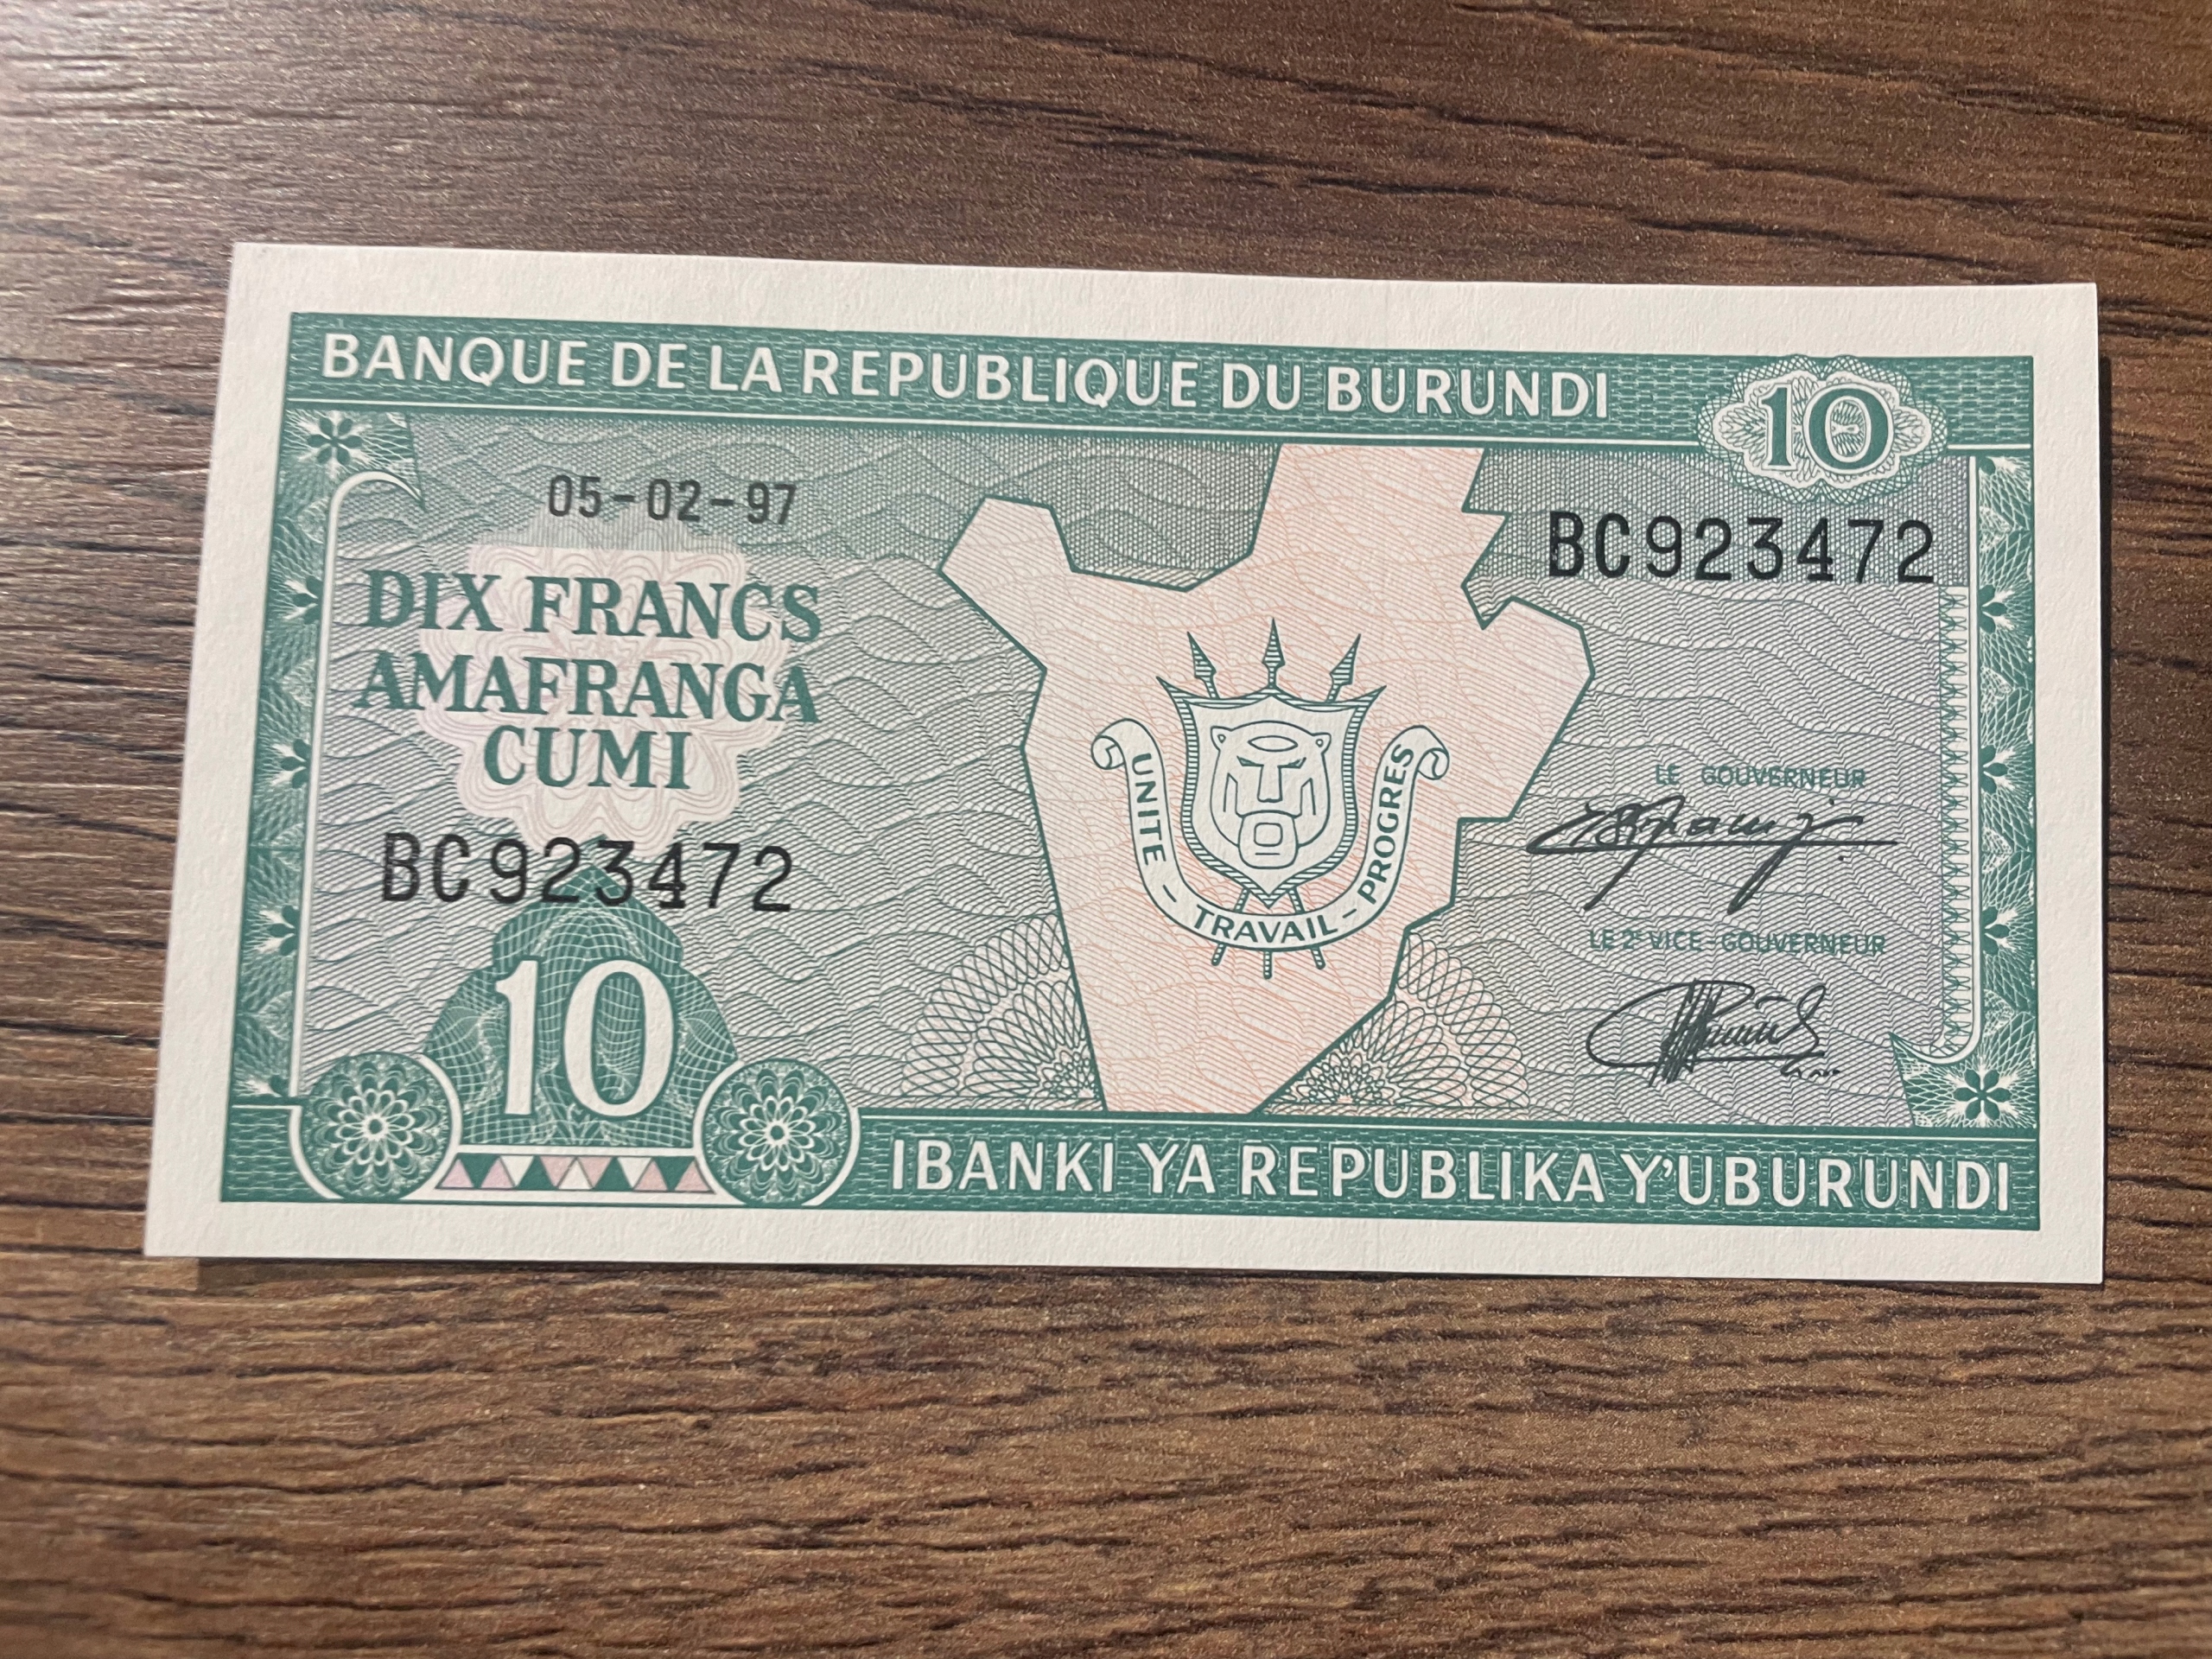 BANQUE DE LA REPUBLIQUE DU BURUNDI
10
05-02-97
BC923472
DIX FRANCS
AMAFRANGA
CUMI
BC923472
UNITE - TRAVAIL - PROGRES
LE GOUVERNEUR
LE 2E VICE-GOUVERNEUR
10
IBANKI YA REPUBLIKA Y'UBURUNDI